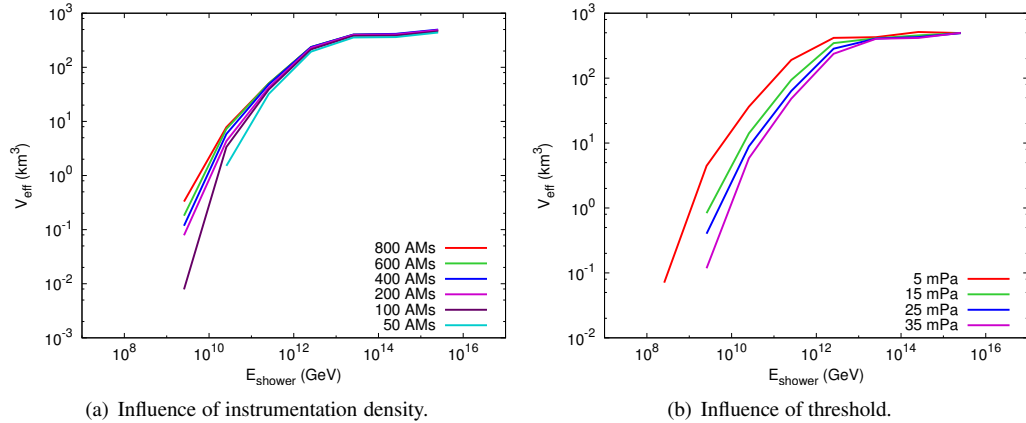 10³
10²
10¹
10⁰
10⁻¹
10⁻²
10⁻³
V_eff (km³)
800 AMs
600 AMs
400 AMs
200 AMs
100 AMs
50 AMs
10⁸ 10¹⁰ 10¹² 10¹⁴ 10¹⁶
E_shower (GeV)
(a) Influence of instrumentation density.
10³
10²
10¹
10⁰
10⁻¹
10⁻²
V_eff (km³)
5 mPa
15 mPa
25 mPa
35 mPa
10⁸ 10¹⁰ 10¹² 10¹⁴ 10¹⁶
E_shower (GeV)
(b) Influence of threshold.